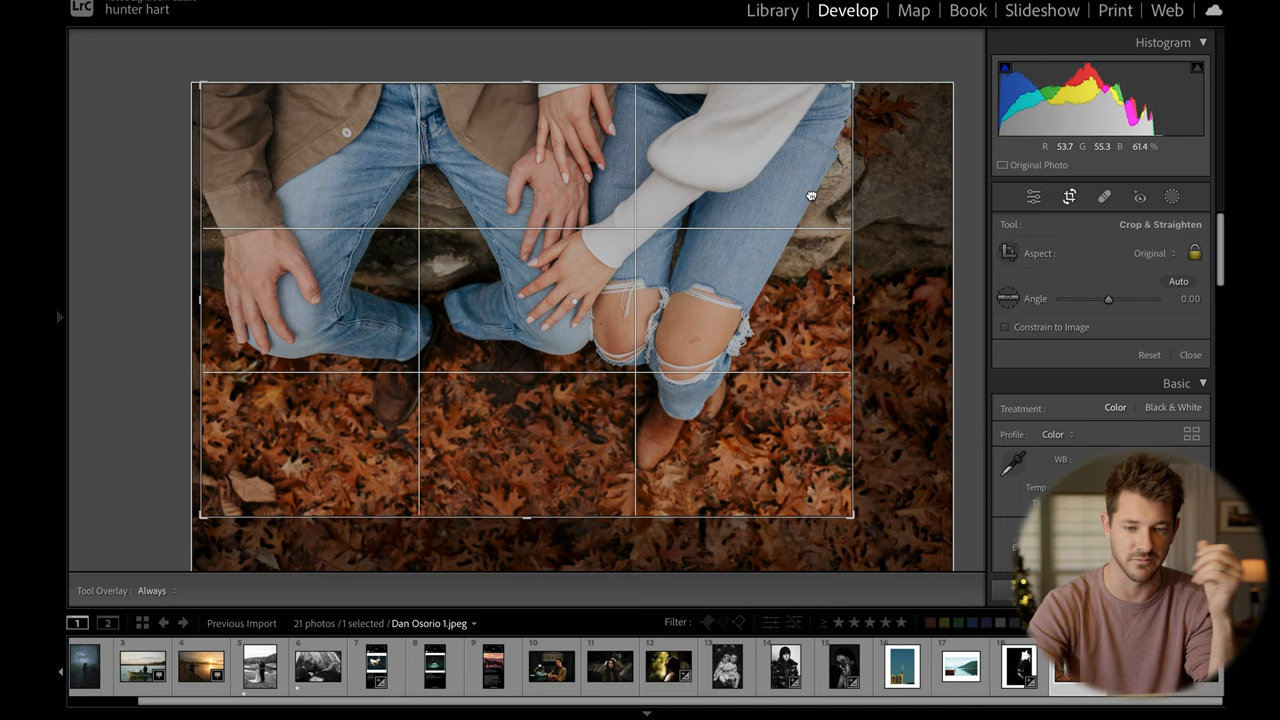 LrC
hunter hart
Library | Develop | Map | Book | Slideshow | Print | Web
Histogram
R 53.7 G 55.3 B 61.4 %
Original Photo
Tool : Crop & Straighten
Aspect : Original
Auto
Angle 0.00
Constrain to Image
Reset Close
Basic
Treatment : Color Black & White
Profile : Color
WB :
Temp
Tool Overlay : Always
1 2 Previous Import 21 photos / 1 selected / Dan Osorio 1.jpeg Filter :
3 4 5 6 7 8 9 10 11 12 13 14 15 16 17 18